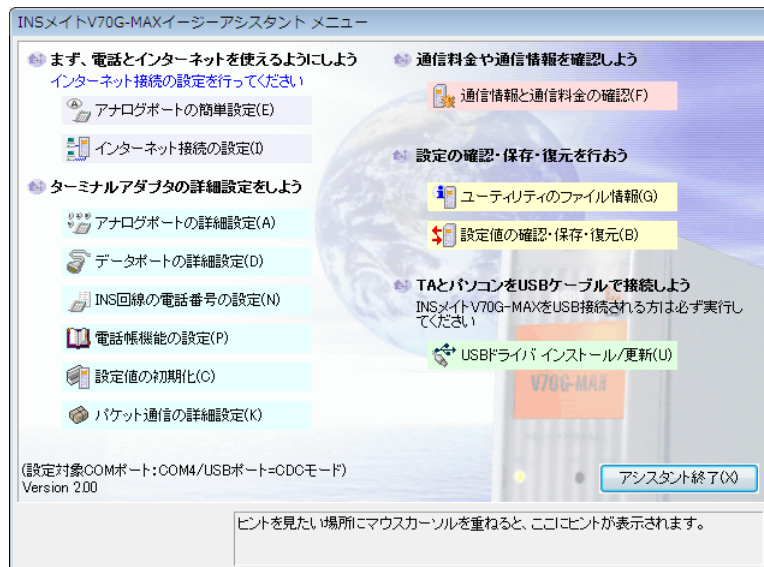 INSメイトV70G-MAXイージーアシスタント メニュー
まず、電話とインターネットを使えるようにしよう
インターネット接続の設定を行ってください
アナログポートの簡単設定(E)
インターネット接続の設定(I)
ターミナルアダプタの詳細設定をしよう
アナログポートの詳細設定(A)
データポートの詳細設定(D)
INS回線の電話番号の設定(N)
電話帳機能の設定(P)
設定値の初期化(C)
パケット通信の詳細設定(K)
(設定対象COMポート:COM4/USBポート=CDCモード)
Version 2.00
通信料金や通信情報を確認しよう
通信情報と通信料金の確認(F)
設定の確認・保存・復元を行おう
ユーティリティのファイル情報(G)
設定値の確認・保存・復元(B)
TAとパソコンをUSBケーブルで接続しよう
INSメイトV70G-MAXをUSB接続される方は必ず実行し
てください
USBドライバ インストール/更新(U)
V70G-MAX
アシスタント終了(X)
ヒントを見たい場所にマウスカーソルを重ねると、ここにヒントが表示されます。